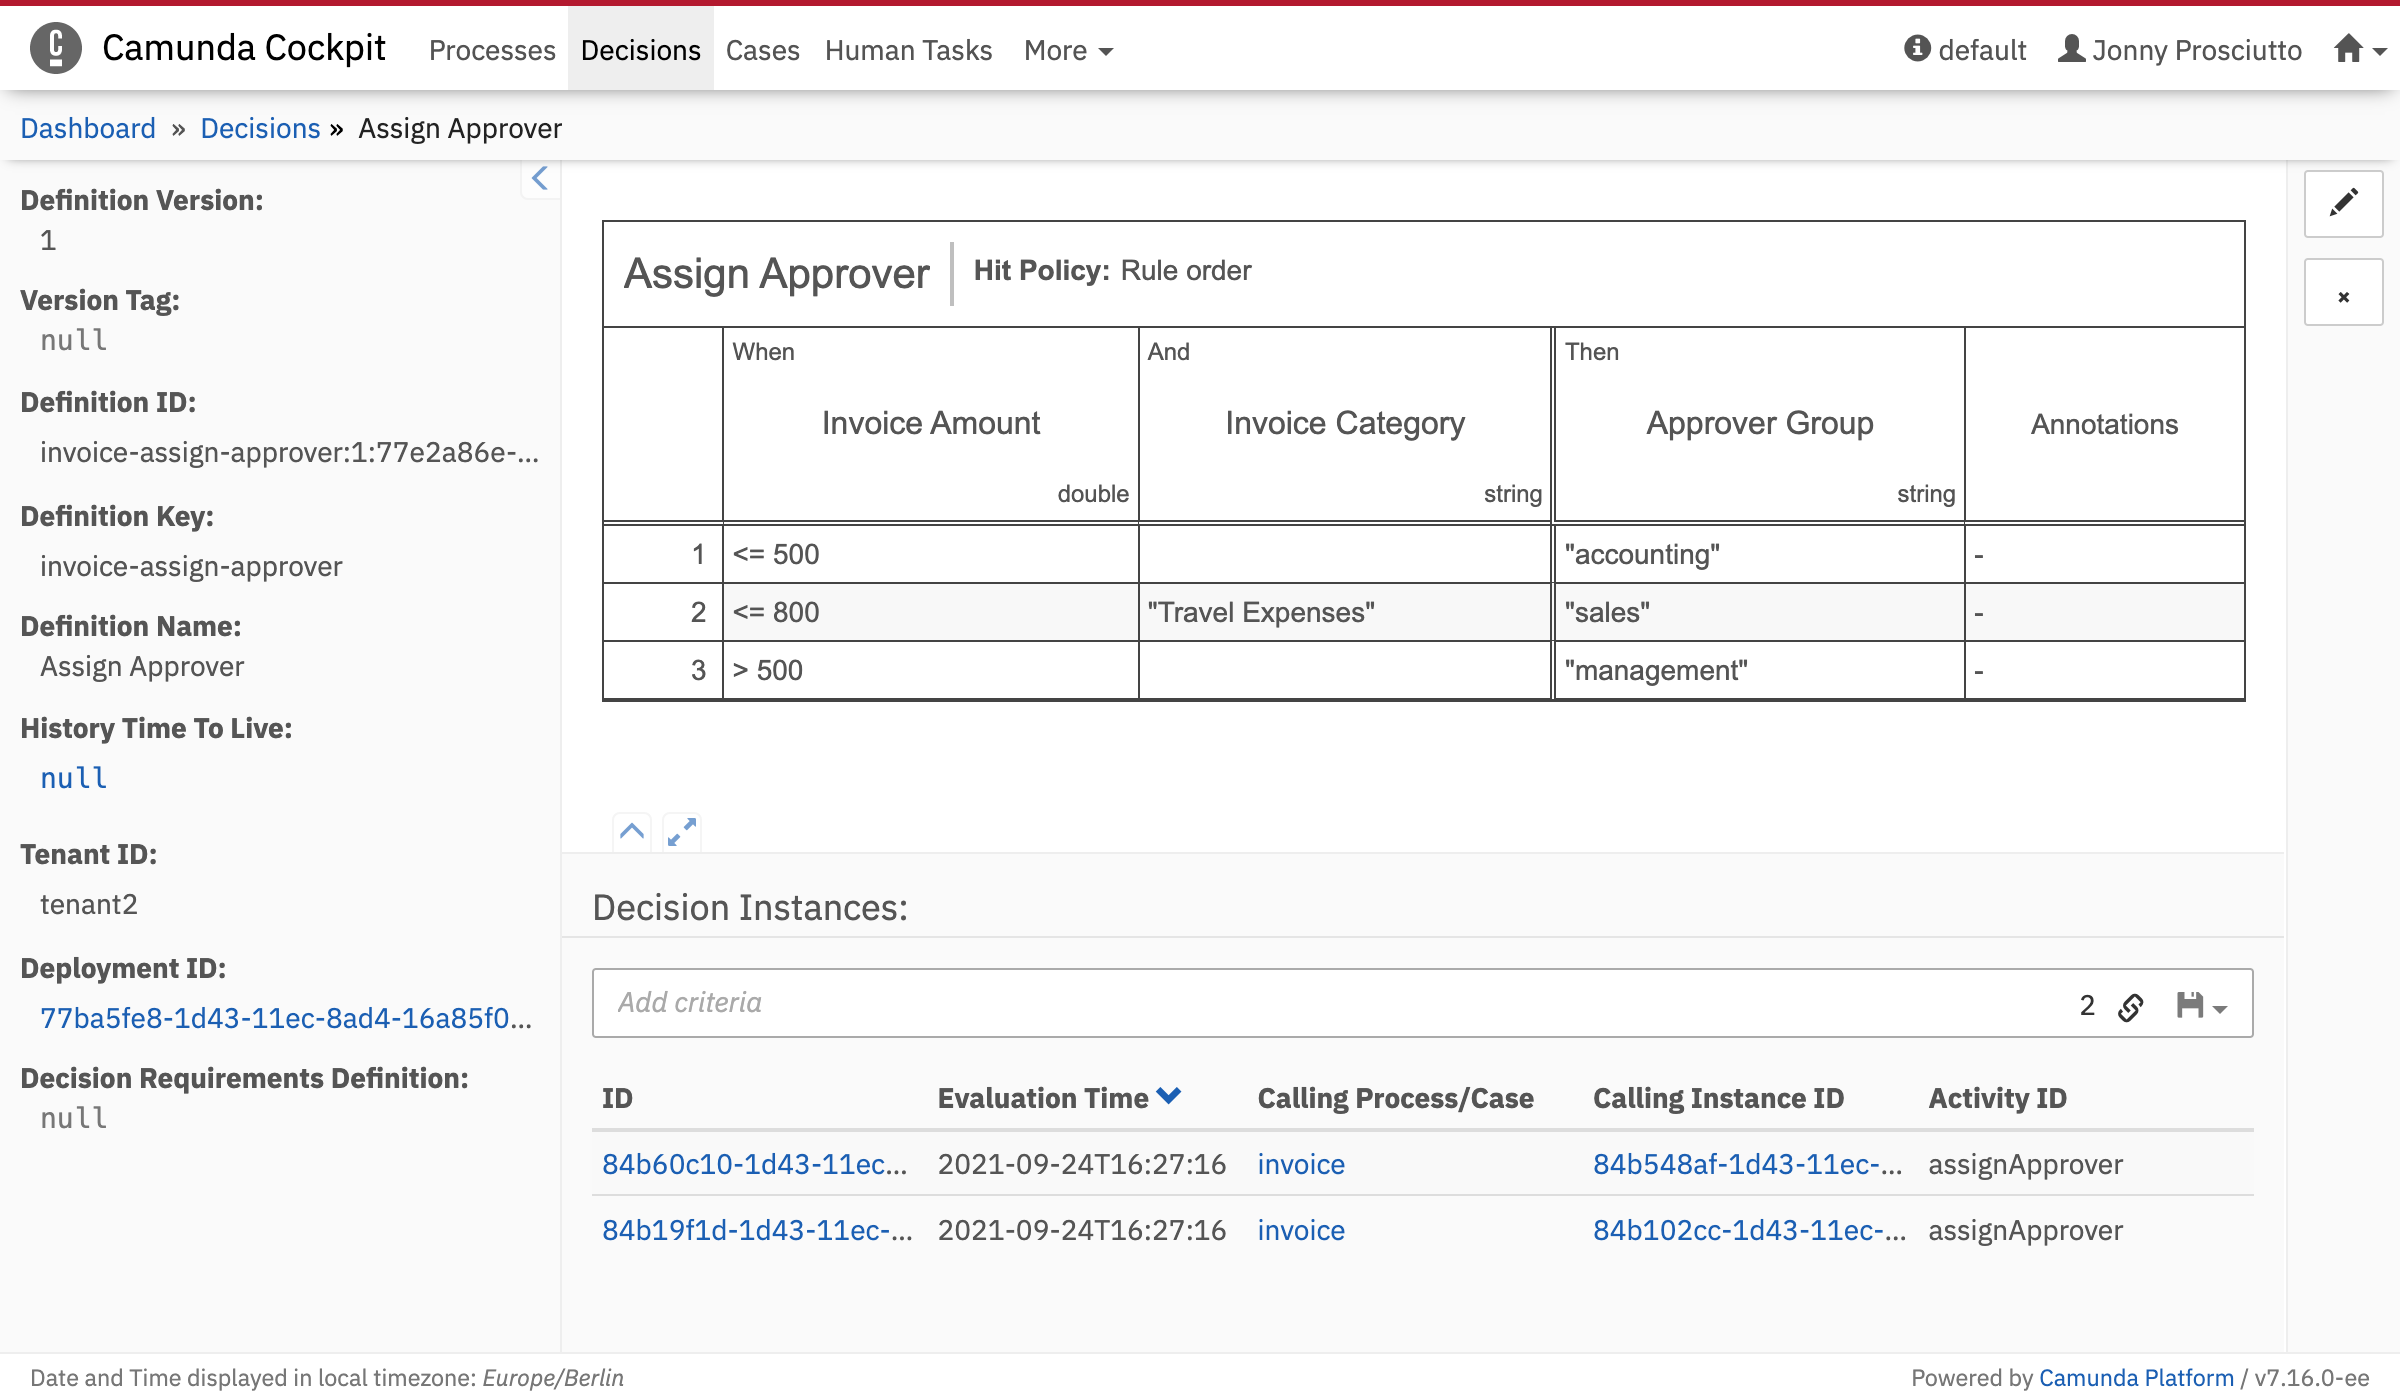 Camunda Cockpit Processes Decisions Cases Human Tasks More default Jonny Prosciutto
Dashboard » Decisions » Assign Approver
Definition Version:
1
Version Tag:
null
Definition ID:
invoice-assign-approver:1:77e2a86e-...
Definition Key:
invoice-assign-approver
Definition Name:
Assign Approver
History Time To Live:
null
Tenant ID:
tenant2
Deployment ID:
77ba5fe8-1d43-11ec-8ad4-16a85f0...
Decision Requirements Definition:
null
Assign Approver Hit Policy: Rule order
When And Then
Invoice Amount Invoice Category Approver Group Annotations
double string string
1 <= 500 "accounting" -
2 <= 800 "Travel Expenses" "sales" -
3 > 500 "management" -
Decision Instances:
Add criteria 2
ID Evaluation Time Calling Process/Case Calling Instance ID Activity ID
84b60c10-1d43-11ec... 2021-09-24T16:27:16 invoice 84b548af-1d43-11ec-... assignApprover
84b19f1d-1d43-11ec-... 2021-09-24T16:27:16 invoice 84b102cc-1d43-11ec-... assignApprover
Date and Time displayed in local timezone: Europe/Berlin Powered by Camunda Platform / v7.16.0-ee